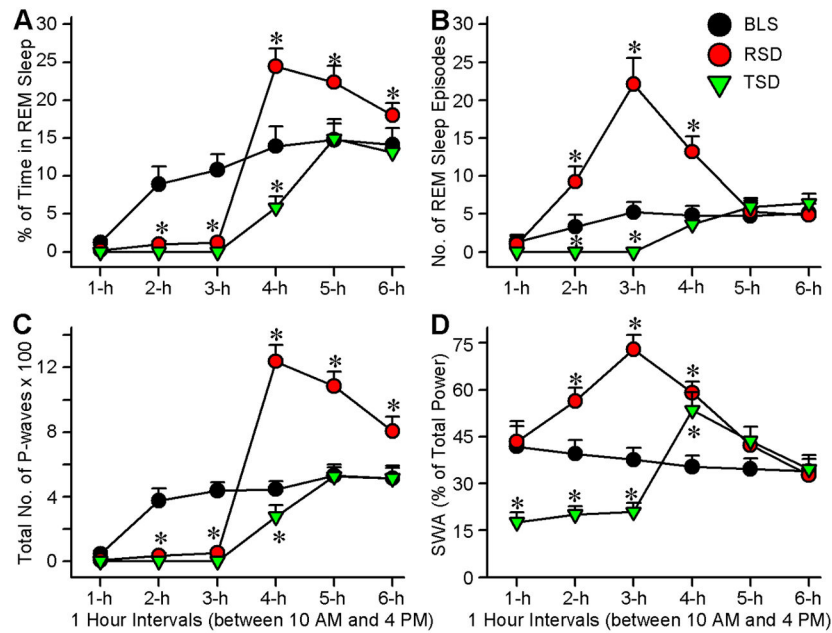 A
% of Time in REM Sleep
30
25
20
15
10
5
0
* * * * * *
1-h 2-h 3-h 4-h 5-h 6-h
B
No. of REM Sleep Episodes
30
25
20
15
10
5
0
* * * * *
1-h 2-h 3-h 4-h 5-h 6-h
BLS
RSD
TSD
C
Total No. of P-waves x 100
12
8
4
0
* * * * * *
1-h 2-h 3-h 4-h 5-h 6-h
1 Hour Intervals (between 10 AM and 4 PM)
D
SWA (% of Total Power)
75
60
45
30
15
0
* * * * * * *
1-h 2-h 3-h 4-h 5-h 6-h
1 Hour Intervals (between 10 AM and 4 PM)